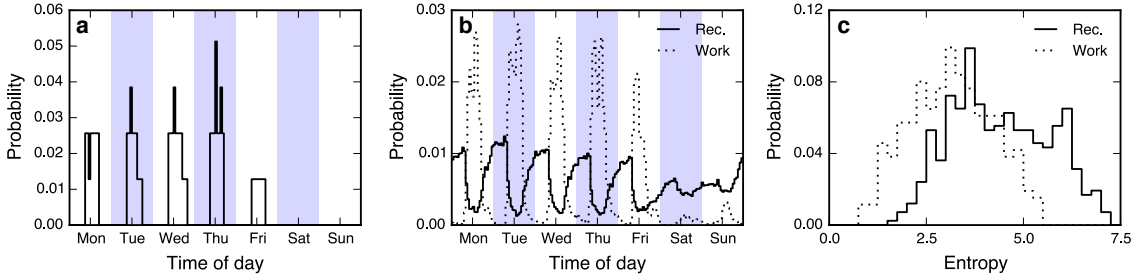 a
Probability
0.06
0.05
0.04
0.03
0.02
0.01
0.00
Mon Tue Wed Thu Fri Sat Sun
Time of day
b
Rec.
Work
Probability
0.03
0.02
0.01
0.00
Mon Tue Wed Thu Fri Sat Sun
Time of day
c
Rec.
Work
Probability
0.12
0.08
0.04
0.00
0.0 2.5 5.0 7.5
Entropy